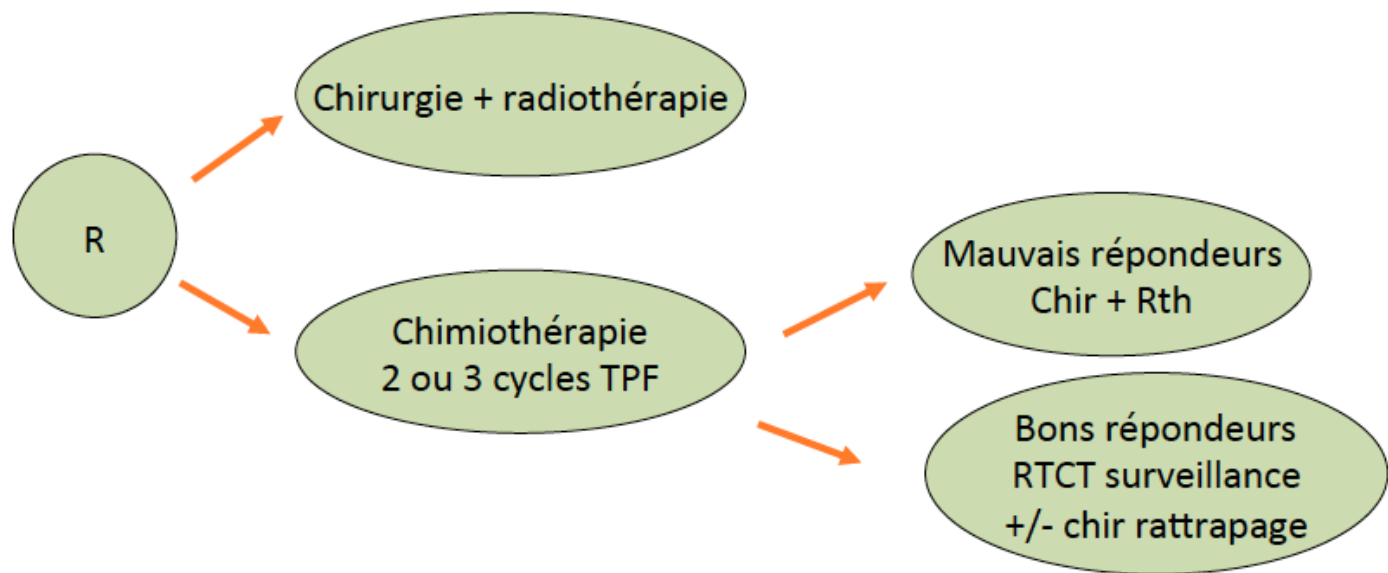 Chirurgie + radiothérapie
R
Chimiothérapie
2 ou 3 cycles TPF
Mauvais répondeurs
Chir + Rth
Bons répondeurs
RTCT surveillance
+/- chir rattrapage